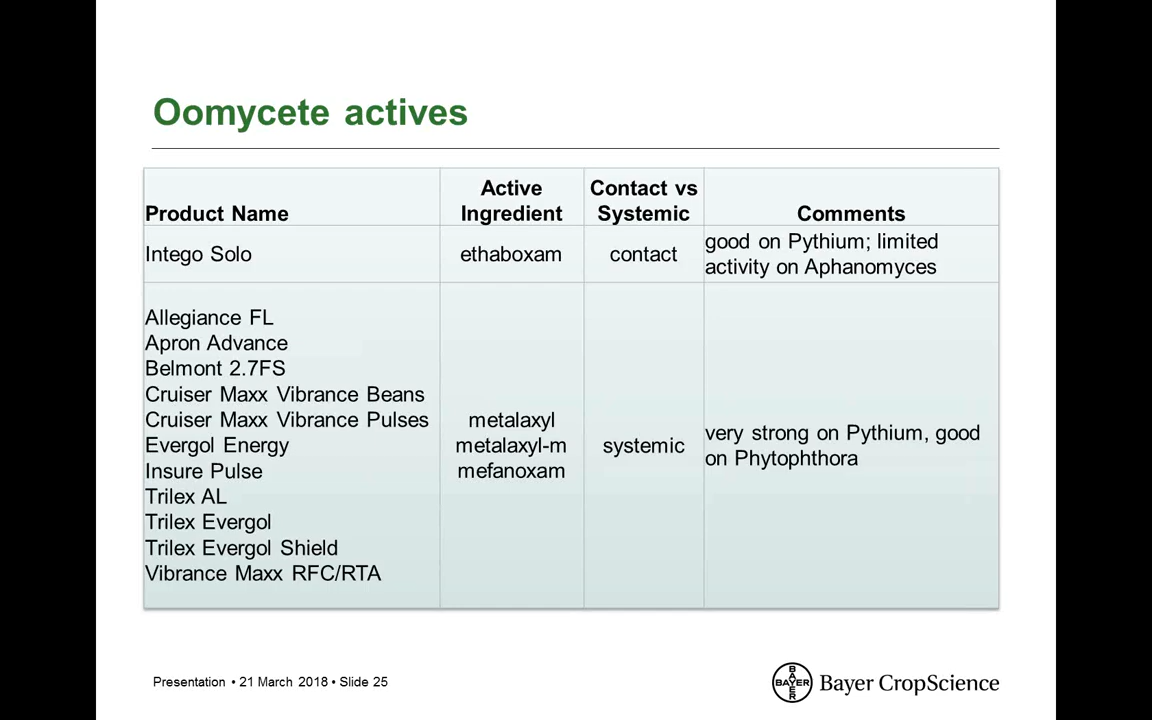 Oomycete actives
Product Name
Active
Ingredient
Contact vs
Systemic
Comments
Intego Solo
ethaboxam
contact
good on Pythium; limited
activity on Aphanomyces
Allegiance FL
Apron Advance
Belmont 2.7FS
Cruiser Maxx Vibrance Beans
Cruiser Maxx Vibrance Pulses
Evergol Energy
Insure Pulse
Trilex AL
Trilex Evergol
Trilex Evergol Shield
Vibrance Maxx RFC/RTA
metalaxyl
metalaxyl-m
mefanoxam
systemic
very strong on Pythium, good
on Phytophthora
Presentation • 21 March 2018 • Slide 25
BAYER
BAYER
Bayer CropScience